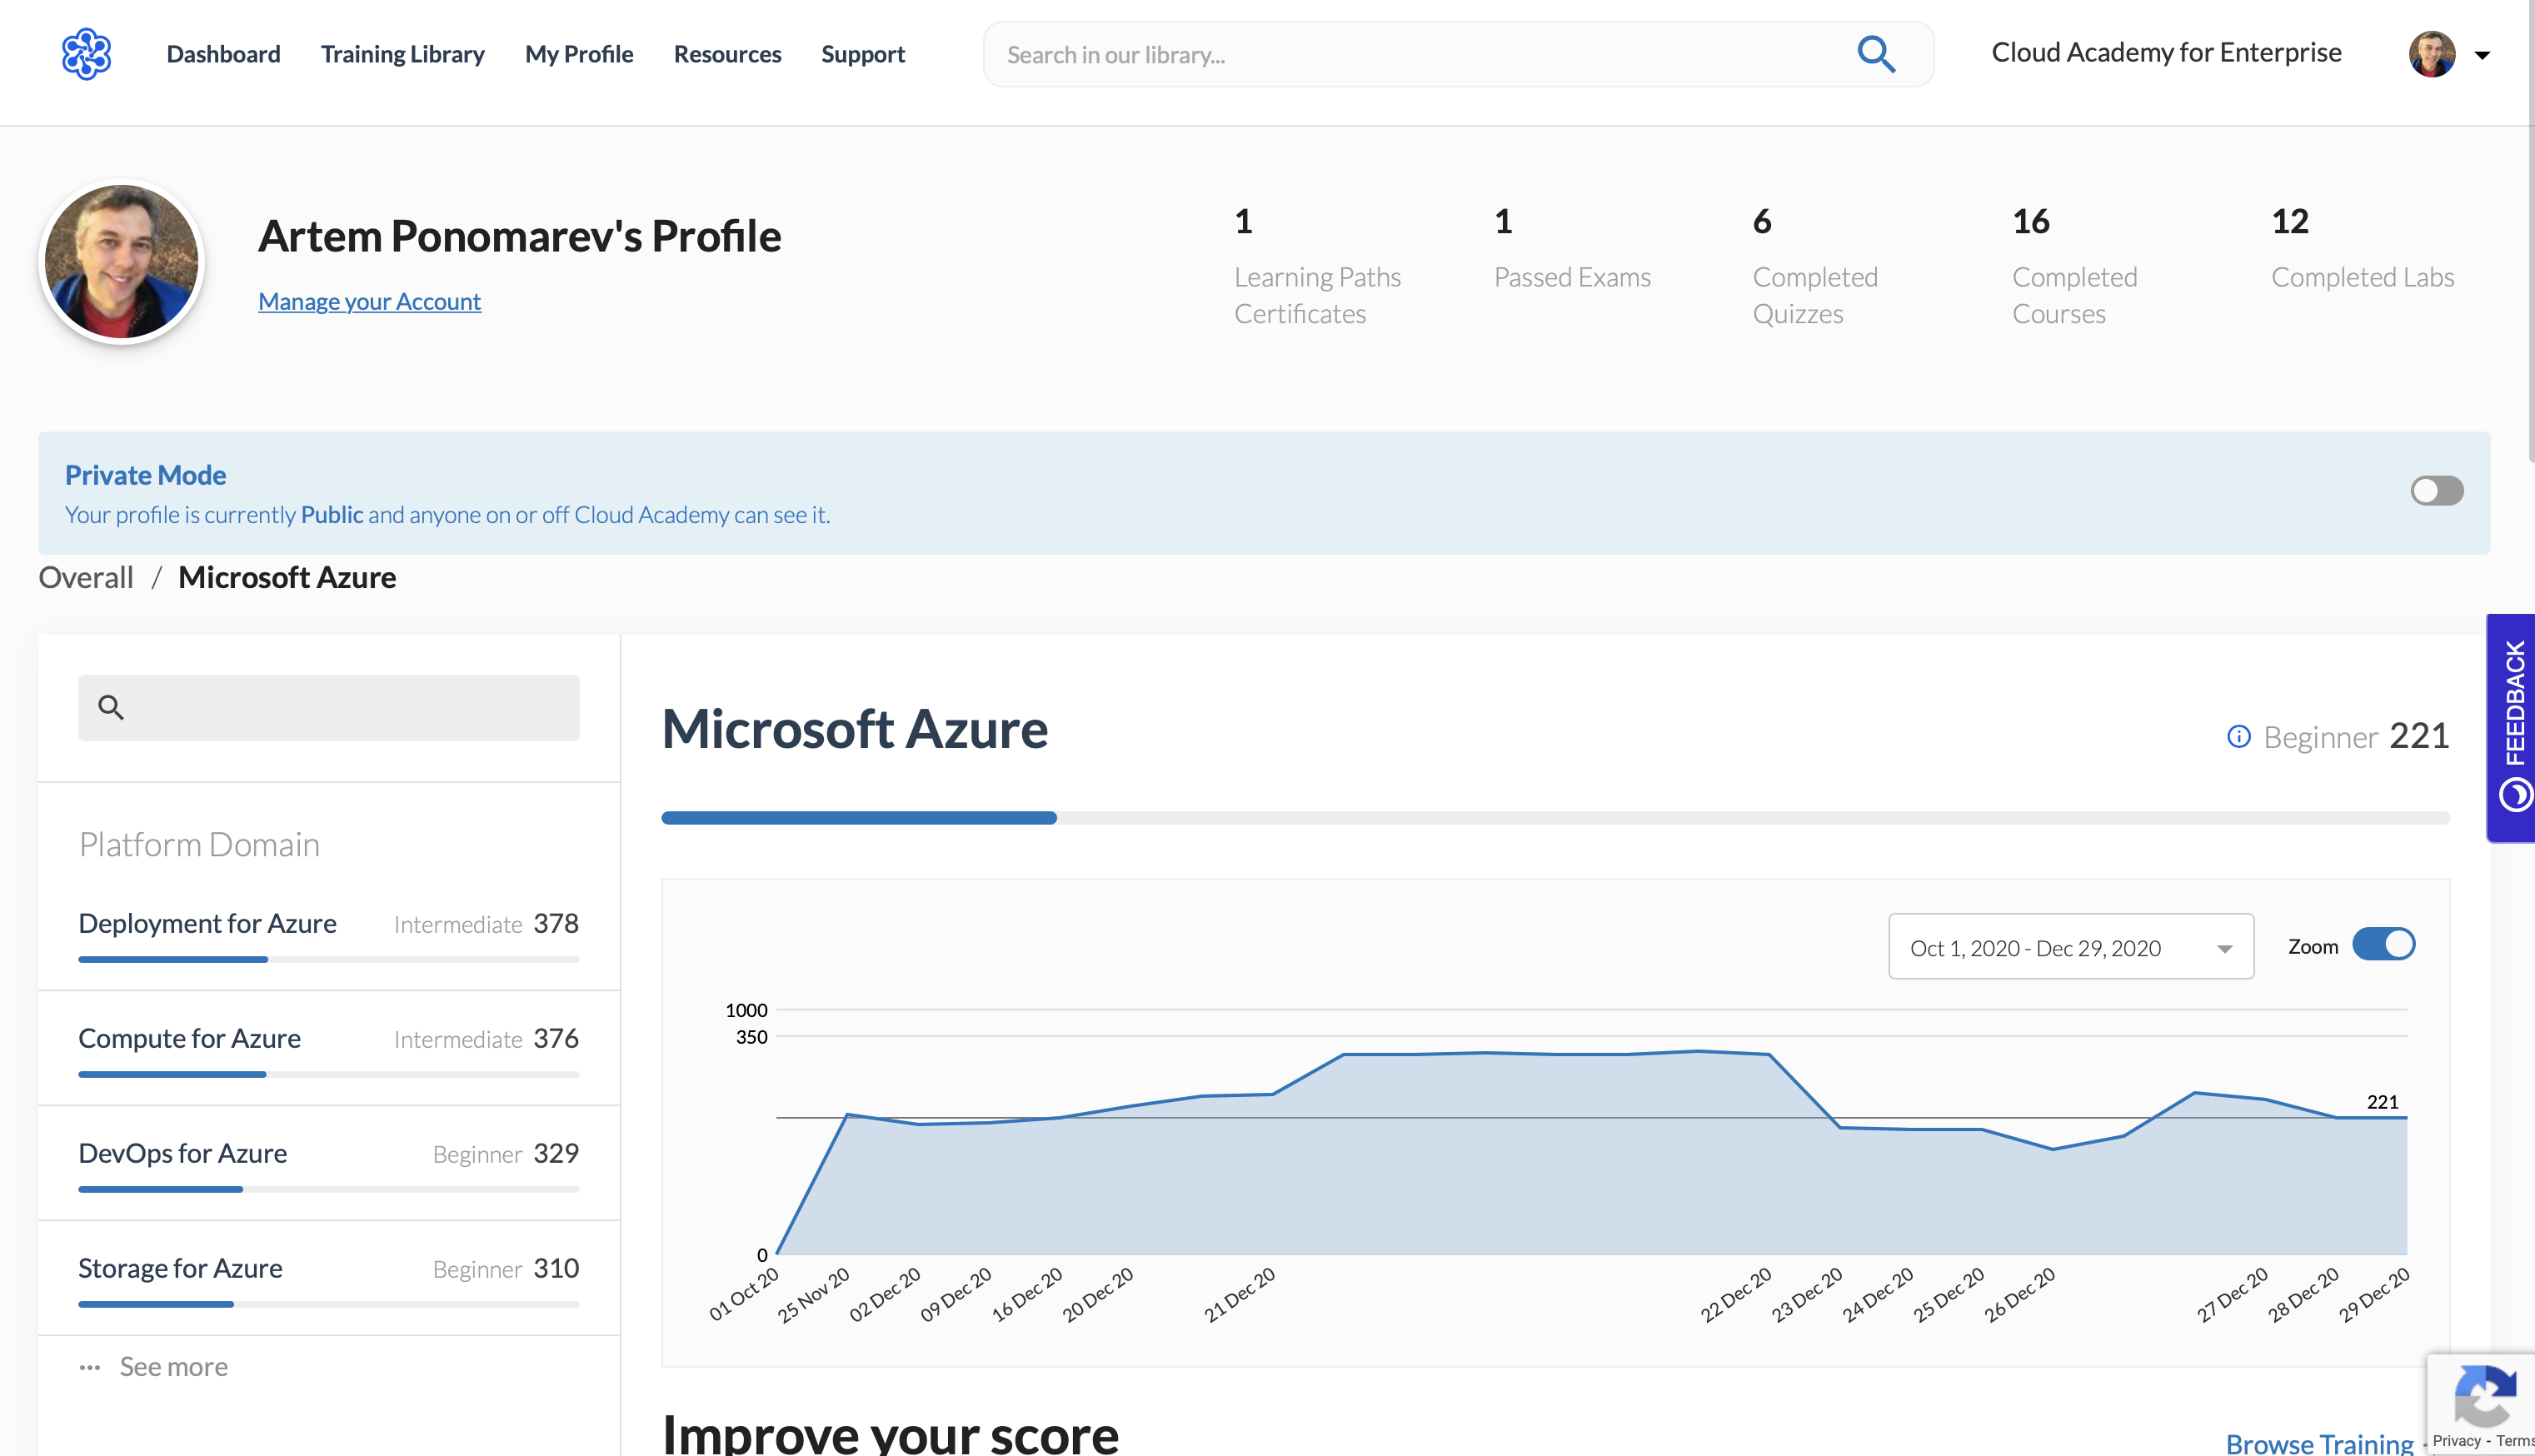 Dashboard
Training Library
My Profile
Resources
Support
Search in our library...
Cloud Academy for Enterprise
Artem Ponomarev's Profile
Manage your Account
1
Learning Paths
Certificates
1
Passed Exams
6
Completed
Quizzes
16
Completed
Courses
12
Completed Labs
Private Mode
Your profile is currently Public and anyone on or off Cloud Academy can see it.
Overall / Microsoft Azure
Platform Domain
Deployment for Azure Intermediate 378
Compute for Azure Intermediate 376
DevOps for Azure Beginner 329
Storage for Azure Beginner 310
... See more
Microsoft Azure
Beginner 221
Oct 1, 2020 - Dec 29, 2020
Zoom
1000
350
221
0
01 Oct 20
25 Nov 20
02 Dec 20
09 Dec 20
16 Dec 20
20 Dec 20
21 Dec 20
22 Dec 20
23 Dec 20
24 Dec 20
25 Dec 20
26 Dec 20
27 Dec 20
28 Dec 20
29 Dec 20
Improve your score
Browse Training
FEEDBACK
Privacy - Terms